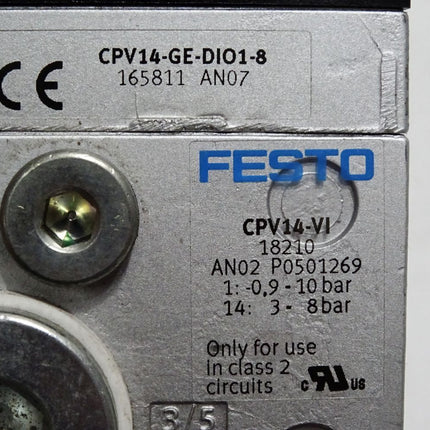 CE
CPV14-GE-DIO1-8
165811 AN07
FESTO
CPV14-VI
18210
AN02 P0501269
1: -0,9 - 10 bar
14: 3 - 8 bar
Only for use
in class 2
circuits
c RU US
3/5